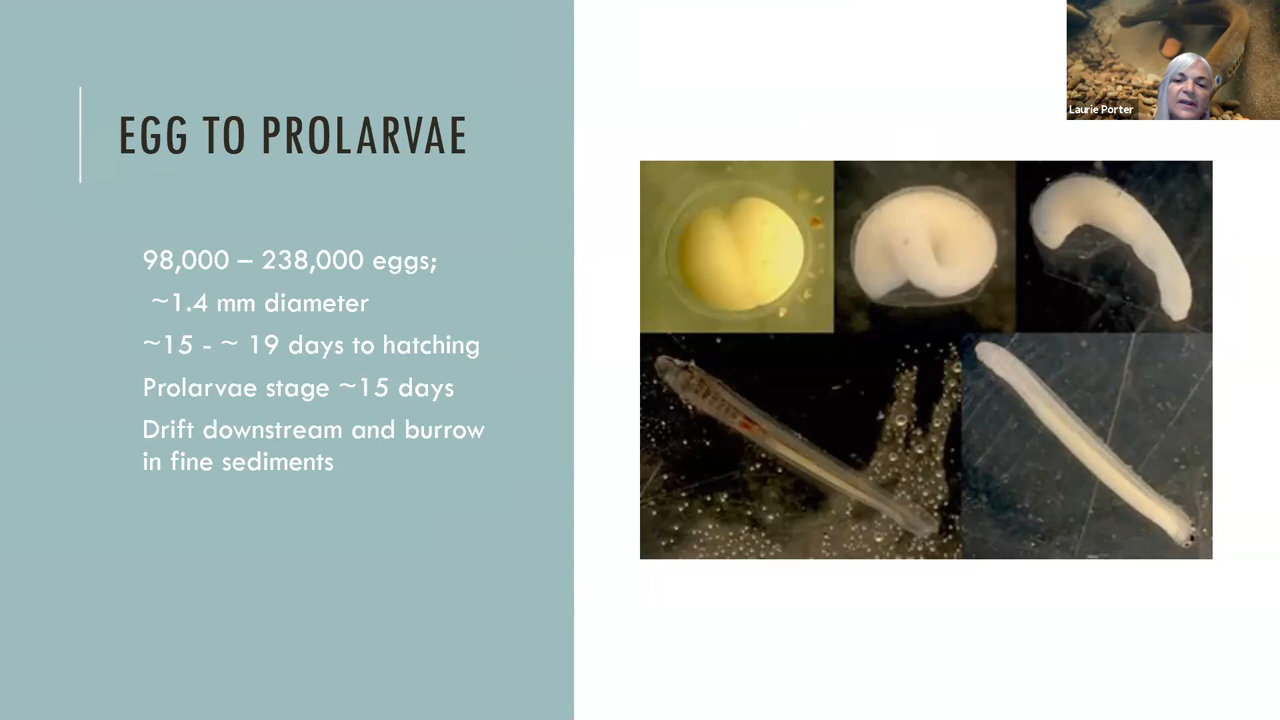 EGG TO PROLARVAE
98,000 – 238,000 eggs;
~1.4 mm diameter
~15 - ~ 19 days to hatching
Prolarvae stage ~15 days
Drift downstream and burrow
in fine sediments
Laurie Porter